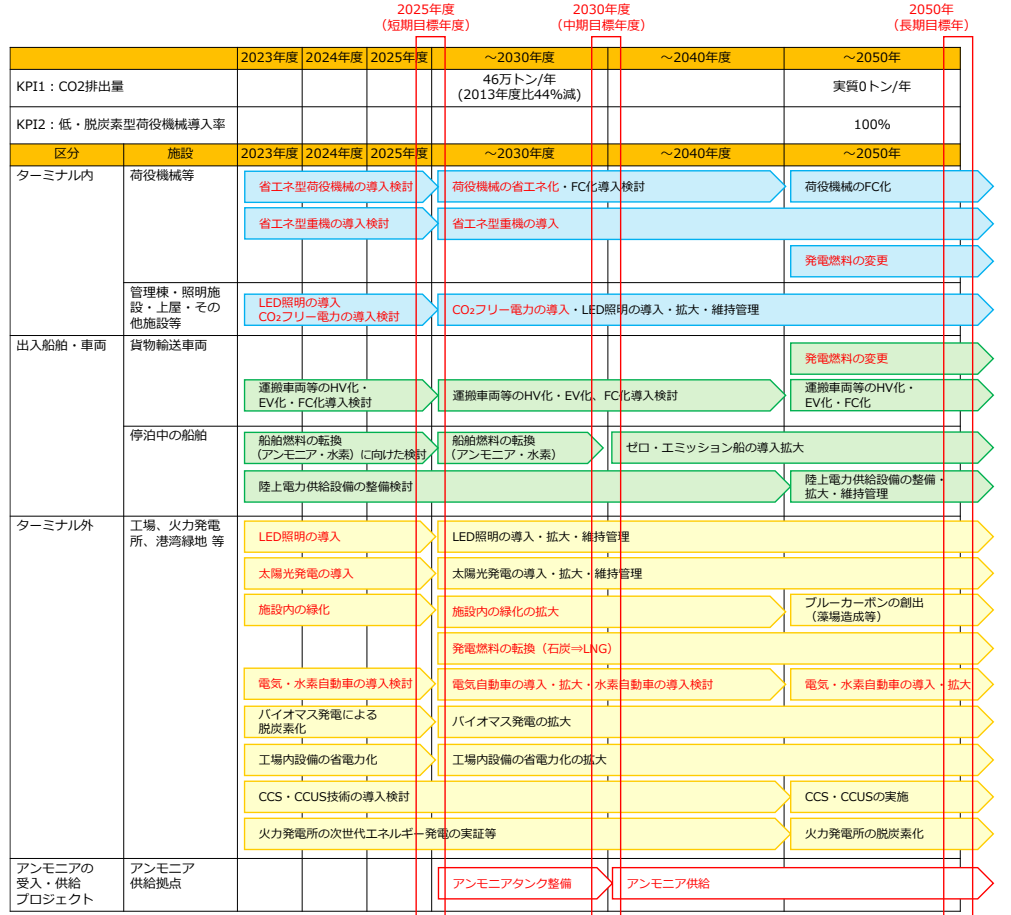 2025年度
（短期目標年度）
2030年度
（中期目標年度）
2050年
（長期目標年）
2023年度 2024年度 2025年度 ～2030年度 ～2040年度 ～2050年
KPI1：CO2排出量
46万トン/年
(2013年度比44%減)
実質0トン/年
KPI2：低・脱炭素型荷役機械導入率
100%
区分 施設 2023年度 2024年度 2025年度 ～2030年度 ～2040年度 ～2050年
ターミナル内
荷役機械等
省エネ型荷役機械の導入検討
荷役機械の省エネ化・FC化導入検討
荷役機械のFC化
省エネ型重機の導入検討
省エネ型重機の導入
発電燃料の変更
管理棟・照明施
設・上屋・その
他施設等
LED照明の導入
CO₂フリー電力の導入検討
CO₂フリー電力の導入・LED照明の導入・拡大・維持管理
出入船舶・車両
貨物輸送車両
発電燃料の変更
運搬車両等のHV化・
EV化・FC化導入検討
運搬車両等のHV化・EV化、FC化導入検討
運搬車両等のHV化・
EV化・FC化
停泊中の船舶
船舶燃料の転換
（アンモニア・水素）に向けた検討
船舶燃料の転換
（アンモニア・水素）
ゼロ・エミッション船の導入拡大
陸上電力供給設備の整備検討
陸上電力供給設備の整備・
拡大・維持管理
ターミナル外
工場、火力発電
所、港湾緑地 等
LED照明の導入
LED照明の導入・拡大・維持管理
太陽光発電の導入
太陽光発電の導入・拡大・維持管理
施設内の緑化
施設内の緑化の拡大
ブルーカーボンの創出
（藻場造成等）
発電燃料の転換（石炭⇒LNG）
電気・水素自動車の導入検討
電気自動車の導入・拡大・水素自動車の導入検討
電気・水素自動車の導入・拡大
バイオマス発電による
脱炭素化
バイオマス発電の拡大
工場内設備の省電力化
工場内設備の省電力化の拡大
CCS・CCUS技術の導入検討
CCS・CCUSの実施
火力発電所の次世代エネルギー発電の実証等
火力発電所の脱炭素化
アンモニアの
受入・供給
プロジェクト
アンモニア
供給拠点
アンモニアタンク整備
アンモニア供給